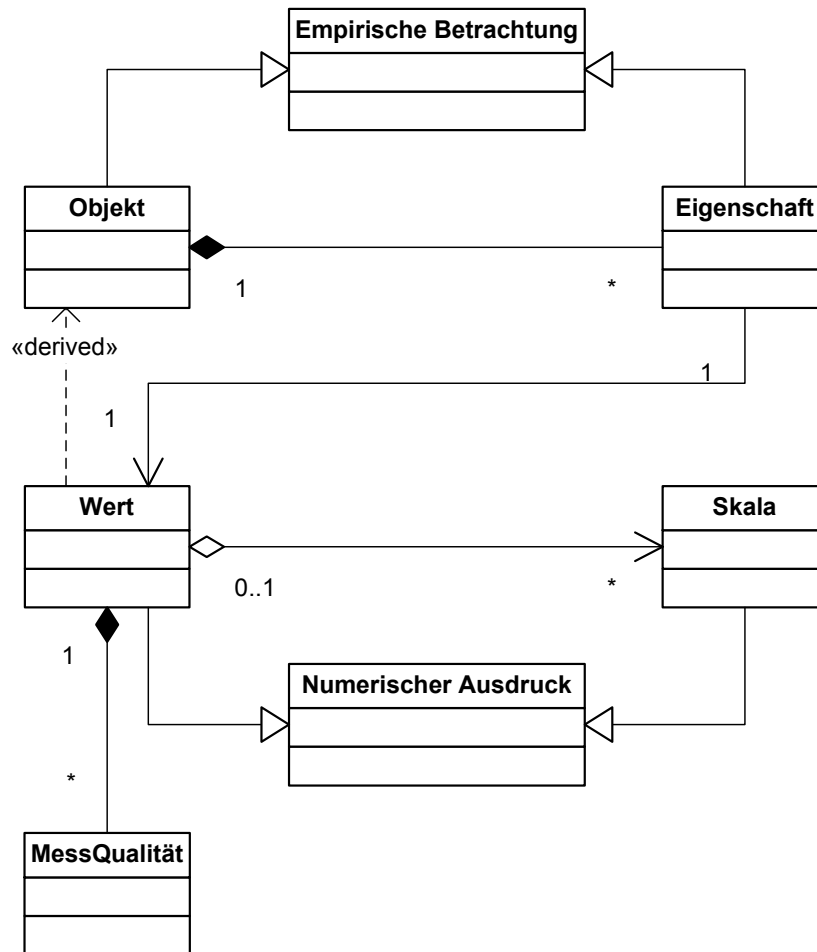 Empirische Betrachtung
Objekt
Eigenschaft
1
*
«derived»
1
1
Wert
Skala
0..1
*
1
Numerischer Ausdruck
*
MessQualität